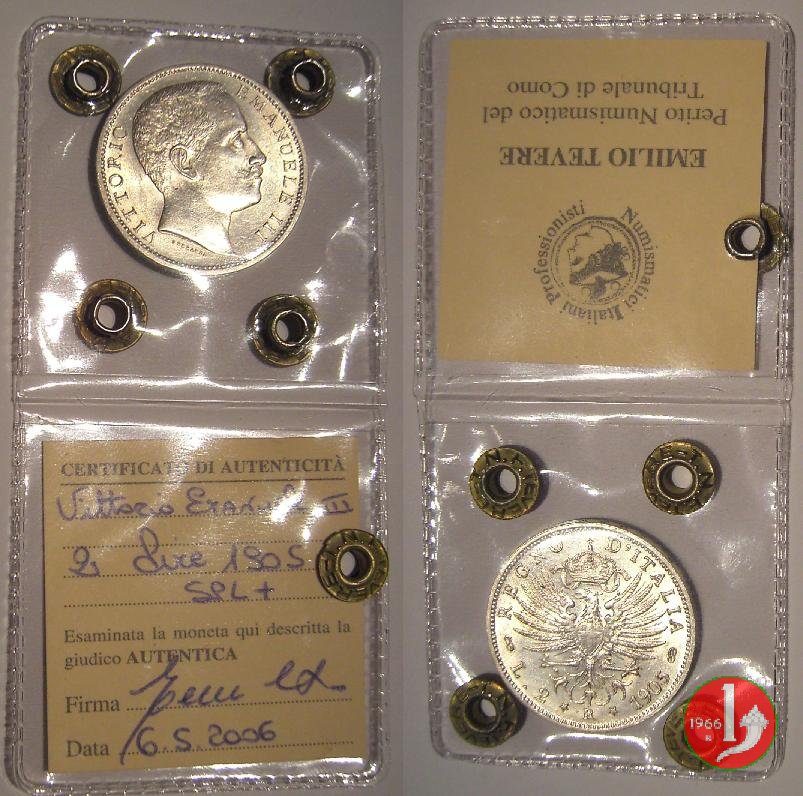 VITTORIO EMANUELE III
CERTIFICATO DI AUTENTICITÀ
Vittorio Emanuele III
2 Lire 1905
SPL+
Esaminata la moneta qui descritta la
giudico AUTENTICA
Firma
Data 6 5 2006
Perito Numismatico del
Tribunale di Como
EMILIO TEVERE
Numismatici Italiani Professionisti
REGNO D'ITALIA
L 2 R 1905
1966
1